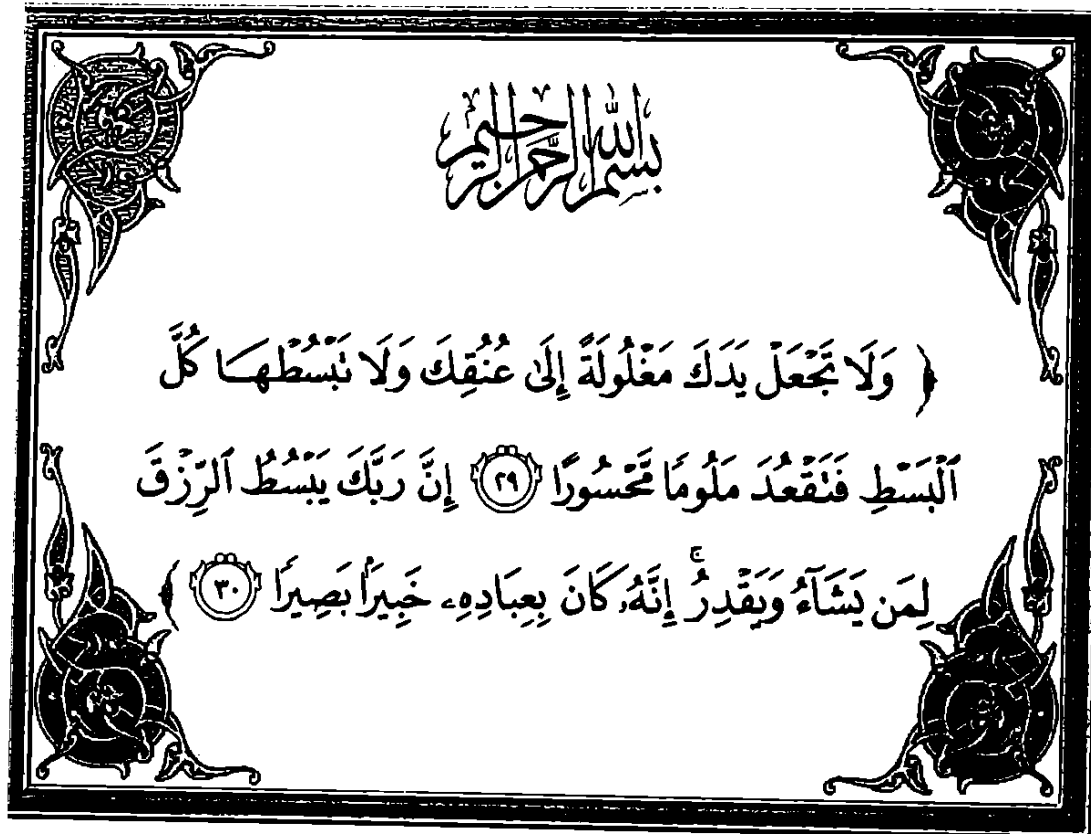 بسم الله الرحمن الرحيم
﴿ وَلَا تَجْعَلْ يَدَكَ مَغْلُولَةً إِلَىٰ عُنُقِكَ وَلَا تَبْسُطْهَا كُلَّ
ٱلْبَسْطِ فَتَقْعُدَ مَلُومًا مَّحْسُورًا ٢٩ إِنَّ رَبَّكَ يَبْسُطُ ٱلرِّزْقَ
لِمَن يَشَآءُ وَيَقْدِرُ ۚ إِنَّهُۥ كَانَ بِعِبَادِهِۦ خَبِيرًۢا بَصِيرًا ٣٠ ﴾